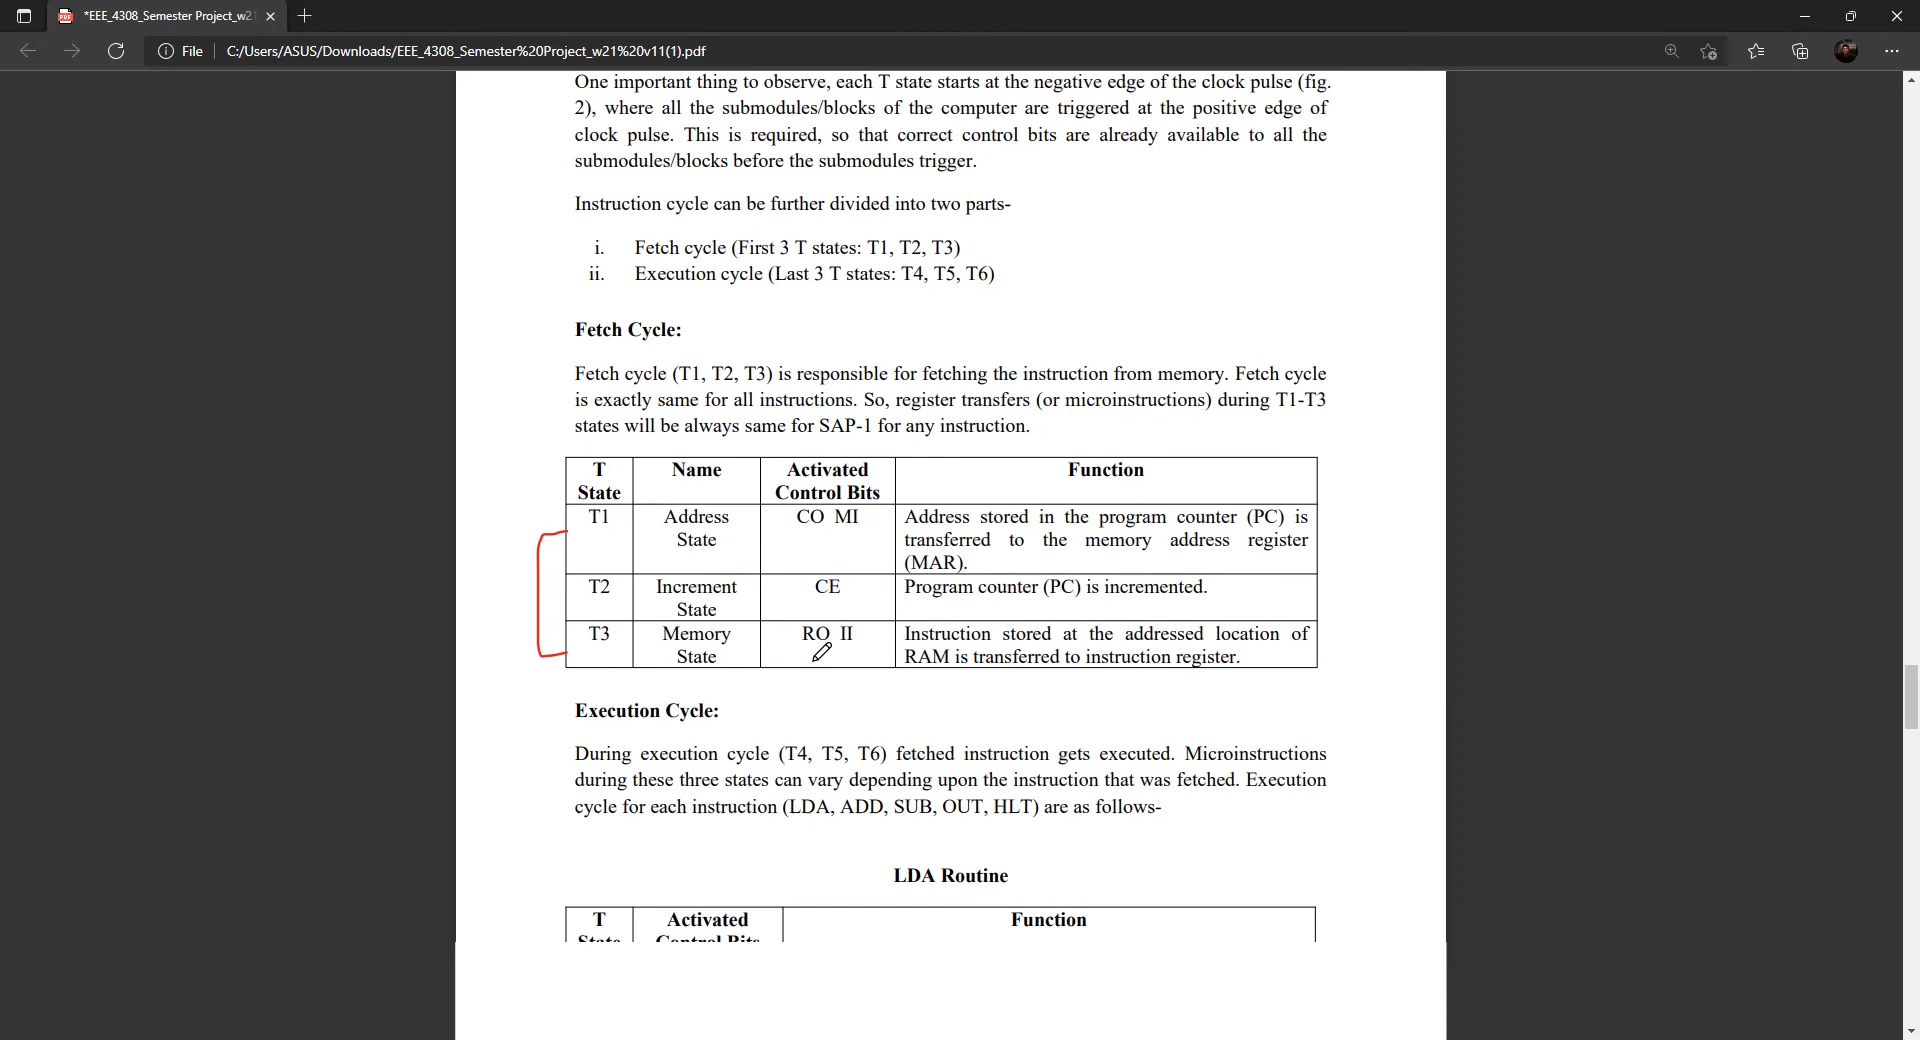 *EEE_4308_Semester Project_w21
File
C:/Users/ASUS/Downloads/EEE_4308_Semester%20Project_w21%20v11(1).pdf
One important thing to observe, each T state starts at the negative edge of the clock pulse (fig.
2), where all the submodules/blocks of the computer are triggered at the positive edge of
clock pulse. This is required, so that correct control bits are already available to all the
submodules/blocks before the submodules trigger.
Instruction cycle can be further divided into two parts-
i. Fetch cycle (First 3 T states: T1, T2, T3)
ii. Execution cycle (Last 3 T states: T4, T5, T6)
Fetch Cycle:
Fetch cycle (T1, T2, T3) is responsible for fetching the instruction from memory. Fetch cycle
is exactly same for all instructions. So, register transfers (or microinstructions) during T1-T3
states will be always same for SAP-1 for any instruction.
T State Name Activated Control Bits Function
T1 Address State CO MI Address stored in the program counter (PC) is
transferred to the memory address register
(MAR).
T2 Increment State CE Program counter (PC) is incremented.
T3 Memory State RO II Instruction stored at the addressed location of
RAM is transferred to instruction register.
Execution Cycle:
During execution cycle (T4, T5, T6) fetched instruction gets executed. Microinstructions
during these three states can vary depending upon the instruction that was fetched. Execution
cycle for each instruction (LDA, ADD, SUB, OUT, HLT) are as follows-
LDA Routine
T Activated Function
State Control Bits